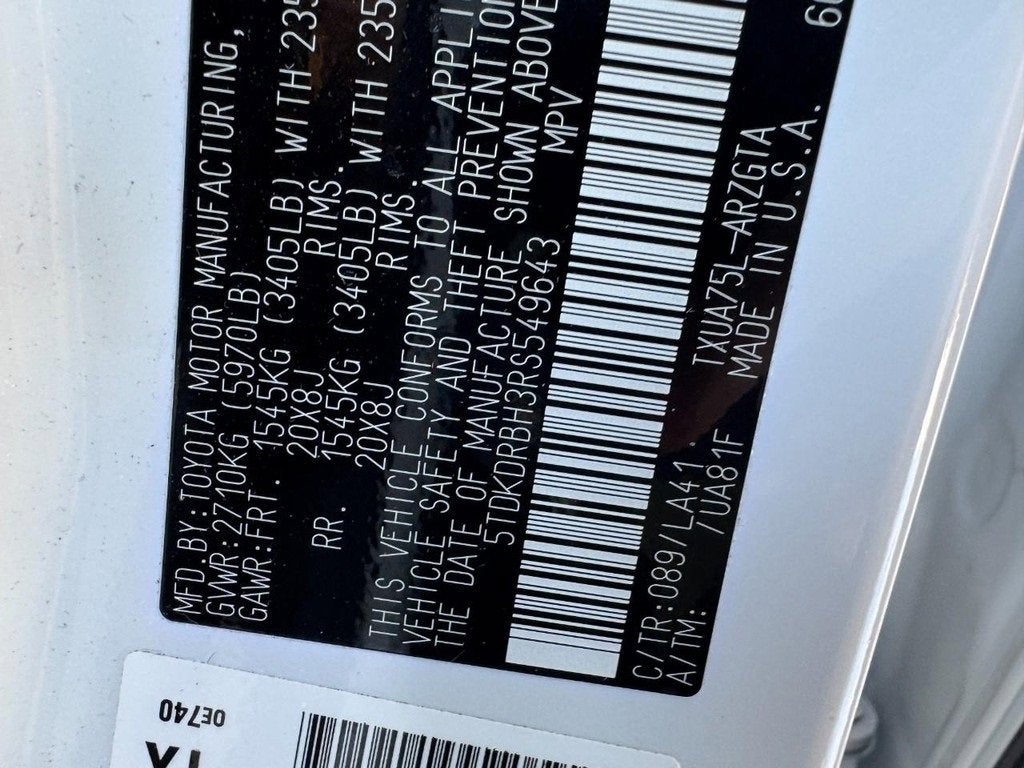 MFD.BY:TOYOTA MOTOR MANUFACTURING,
GVWR:2710KG (5970LB)
GAWR:FRT. 1545KG (3405LB) WITH 235
20X8J RIMS.
RR. 1545KG (3405LB) WITH 235
20X8J RIMS.
THIS VEHICLE CONFORMS TO ALL APPLI
VEHICLE SAFETY AND THEFT PREVENTION
THE DATE OF MANUFACTURE SHOWN ABOVE
5TDKDRBH3RS549643 MPV
C/TR:089/LA41. TXUA75L-ARZGTA
A/TM: /UA81F MADE IN U.S.A.
0E740